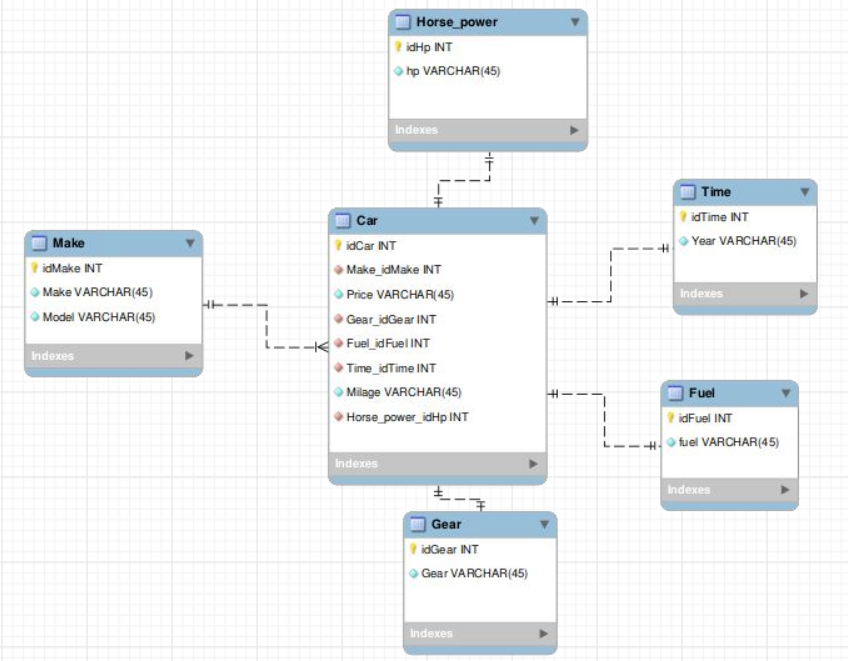 Horse_power
idHp INT
hp VARCHAR(45)
Indexes
Time
idTime INT
Year VARCHAR(45)
Indexes
Car
idCar INT
Make_idMake INT
Price VARCHAR(45)
Gear_idGear INT
Fuel_idFuel INT
Time_idTime INT
Milage VARCHAR(45)
Horse_power_idHp INT
Indexes
Make
idMake INT
Make VARCHAR(45)
Model VARCHAR(45)
Indexes
Fuel
idFuel INT
fuel VARCHAR(45)
Indexes
Gear
idGear INT
Gear VARCHAR(45)
Indexes